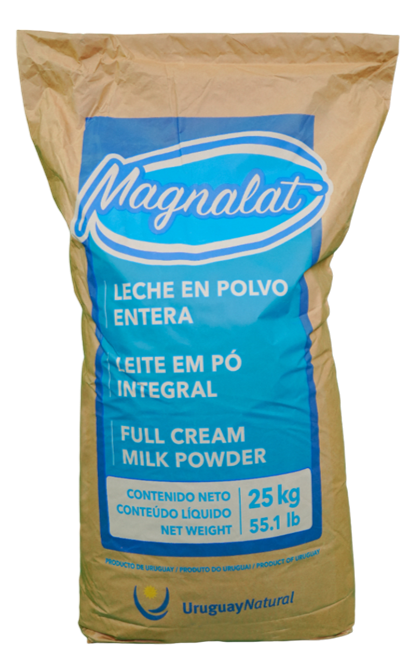 Magnalat
LECHE EN POLVO
ENTERA
LEITE EM PÓ
INTEGRAL
FULL CREAM
MILK POWDER
CONTENIDO NETO
CONTEÚDO LÍQUIDO
NET WEIGHT
25 kg
55.1 lb
PRODUCTO DE URUGUAY / PRODUTO DO URUGUAI / PRODUCT OF URUGUAY
UruguayNatural